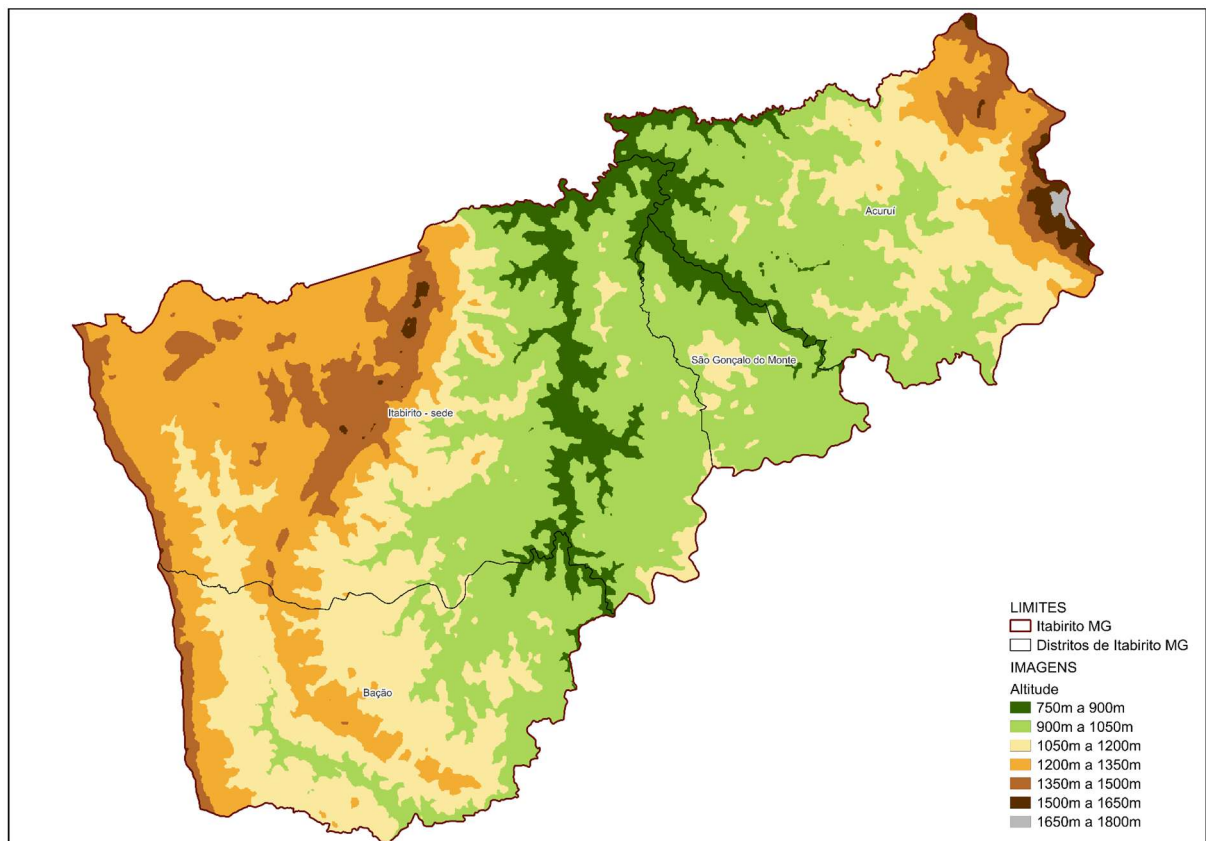 Acuruí
São Gonçalo do Monte
Itabirito - sede
Bação
LIMITES
Itabirito MG
Distritos de Itabirito MG
IMAGENS
Altitude
750m a 900m
900m a 1050m
1050m a 1200m
1200m a 1350m
1350m a 1500m
1500m a 1650m
1650m a 1800m